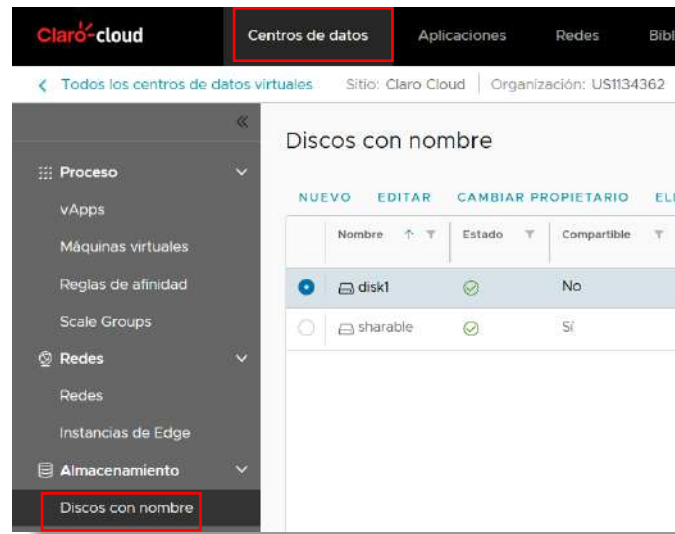 Claro-cloud
Centros de datos Aplicaciones Redes Bibl
Todos los centros de datos virtuales Sitio: Claro Cloud Organización: US1134362
Discos con nombre
Proceso
vApps
Máquinas virtuales
Reglas de afinidad
Scale Groups
Redes
Redes
Instancias de Edge
Almacenamiento
Discos con nombre
NUEVO EDITAR CAMBIAR PROPIETARIO ELI
Nombre Estado Compartible
disk1 No
sharable Sí